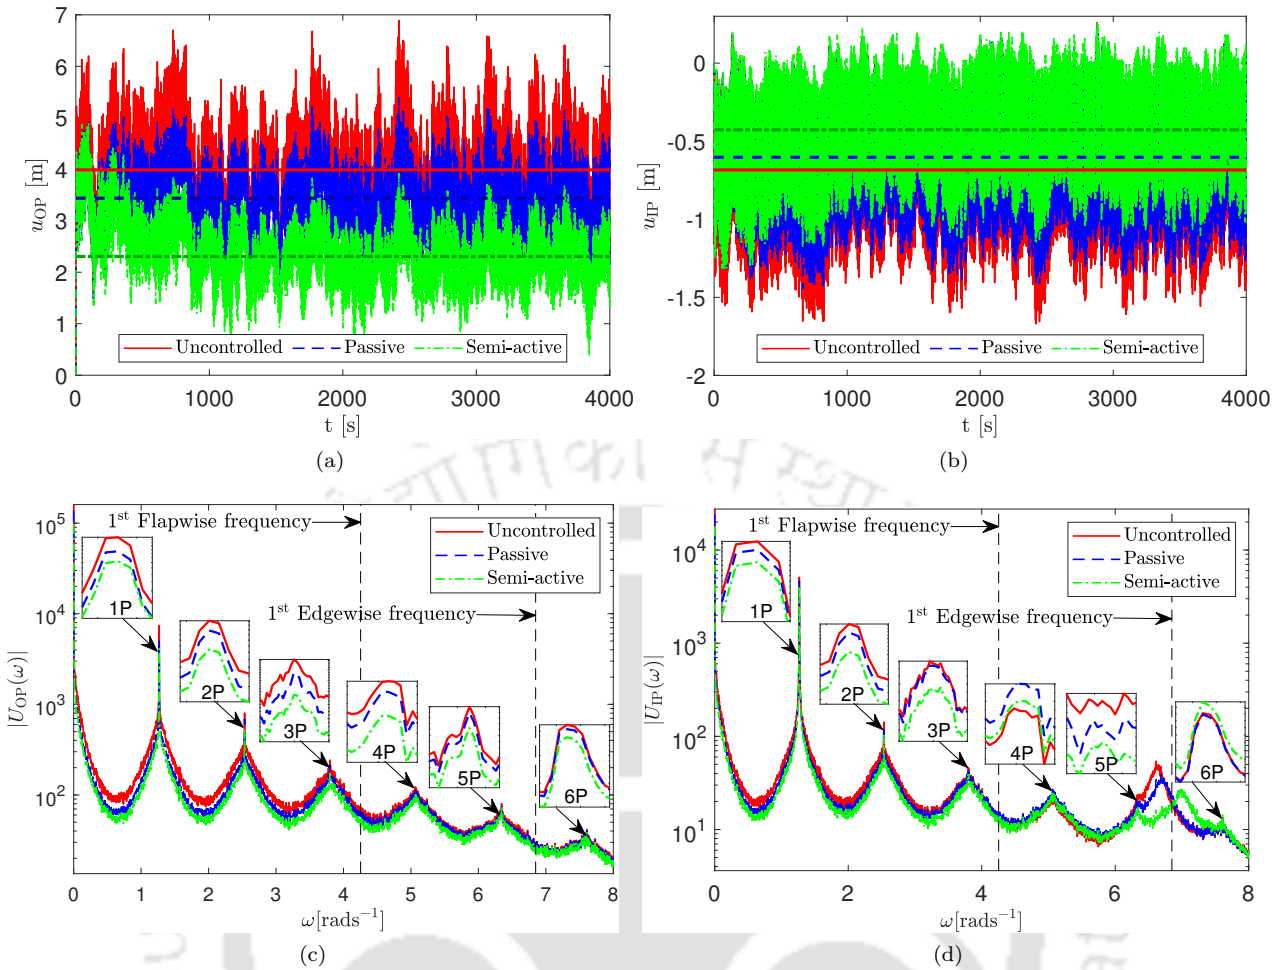 7
6
5
4
3
2
1
0
u_OP [m]
Uncontrolled Passive Semi-active
0 1000 2000 3000 4000
t [s]
(a)
0
-0.5
-1
-1.5
-2
u_IP [m]
Uncontrolled Passive Semi-active
0 1000 2000 3000 4000
t [s]
(b)
10^5
10^4
10^3
10^2
|U_OP(ω)|
1st Flapwise frequency
1st Edgewise frequency
Uncontrolled
Passive
Semi-active
1P
2P
3P
4P
5P
6P
0 1 2 3 4 5 6 7 8
ω[rads^-1]
(c)
10^4
10^3
10^2
10^1
|U_IP(ω)|
1st Flapwise frequency
1st Edgewise frequency
Uncontrolled
Passive
Semi-active
1P
2P
3P
4P
5P
6P
0 2 4 6 8
ω[rads^-1]
(d)